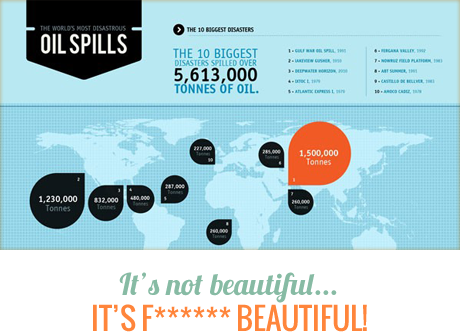 THE WORLD'S MOST DISASTROUS
OIL SPILLS
THE 10 BIGGEST DISASTERS
THE 10 BIGGEST
DISASTERS SPILLED OVER
5,613,000
TONNES OF OIL.
1 - GULF WAR OIL SPILL, 1991
2 - LAKEVIEW GUSHER, 1910
3 - DEEPWATER HORIZON, 2010
4 - IXTOC I, 1979
5 - ATLANTIC EXPRESS I, 1979
6 - FERGANA VALLEY, 1992
7 - NOWRUZ FIELD PLATFORM, 1983
8 - ABT SUMMER, 1991
9 - CASTILLO DE BELLVER, 1983
10 - AMOCO CADIZ, 1978
2
1,230,000
Tonnes
3
832,000
Tonnes
4
480,000
Tonnes
287,000
Tonnes
5
227,000
Tonnes
10
285,000
Tonnes
6
1,500,000
Tonnes
1
7
260,000
Tonnes
8
260,000
Tonnes
It's not beautiful...
IT'S F****** BEAUTIFUL!